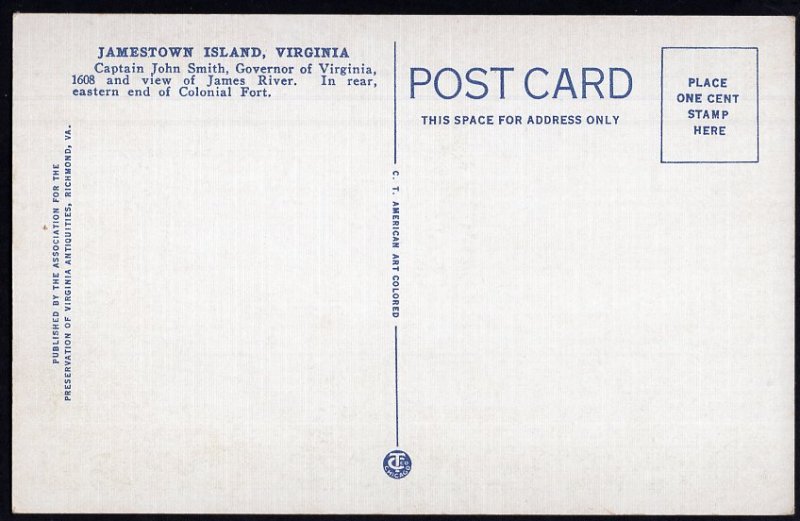 JAMESTOWN ISLAND, VIRGINIA
Captain John Smith, Governor of Virginia,
1608 and view of James River. In rear,
eastern end of Colonial Fort.
PUBLISHED BY THE ASSOCIATION FOR THE
PRESERVATION OF VIRGINIA ANTIQUITIES, RICHMOND, VA.
C. T. AMERICAN ART COLORED
CT
CHICAGO
POST CARD
THIS SPACE FOR ADDRESS ONLY
PLACE
ONE CENT
STAMP
HERE